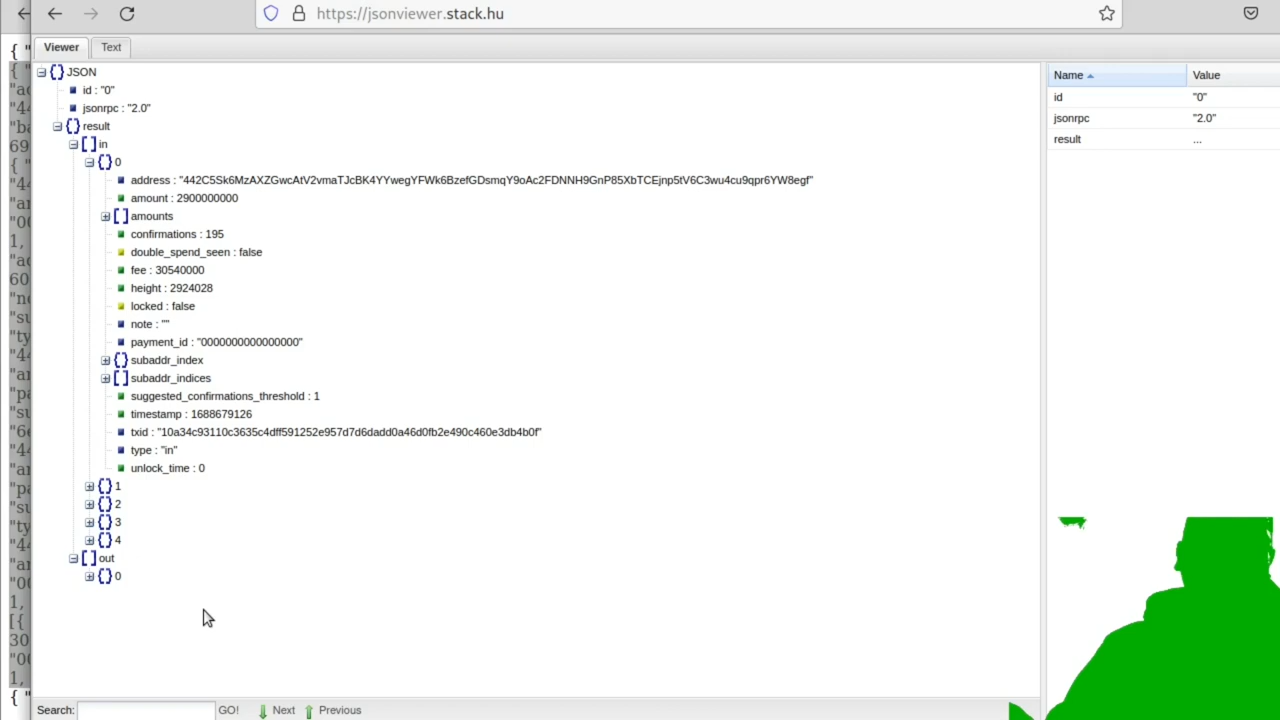 https://jsonviewer.stack.hu
Viewer Text
JSON
id : "0"
jsonrpc : "2.0"
result
in
0
address : "442C5Sk6MzAXZGwcAtV2vmaTJcBK4YYwegYFWk6BzefGDsmqY9oAc2FDNNH9GnP85XbTCEjnp5tV6C3wu4cu9qpr6YW8egf"
amount : 2900000000
amounts
confirmations : 195
double_spend_seen : false
fee : 30540000
height : 2924028
locked : false
note : ""
payment_id : "0000000000000000"
subaddr_index
subaddr_indices
suggested_confirmations_threshold : 1
timestamp : 1688679126
txid : "10a34c93110c3635c4dff591252e957d7d6dadd0a46d0fb2e490c460e3db4b0f"
type : "in"
unlock_time : 0
1
2
3
4
out
0
Search: GO! Next Previous
Name Value
id "0"
jsonrpc "2.0"
result ...